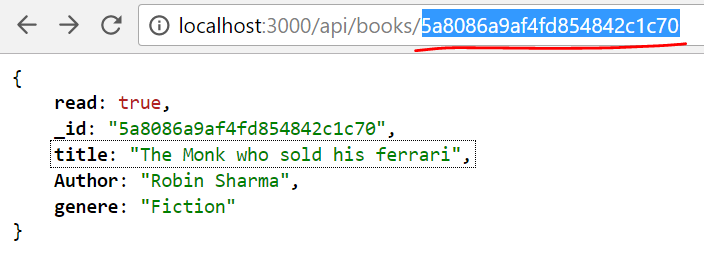 localhost:3000/api/books/5a8086a9af4fd854842c1c70
{
read: true,
_id: "5a8086a9af4fd854842c1c70",
title: "The Monk who sold his ferrari",
Author: "Robin Sharma",
genere: "Fiction"
}